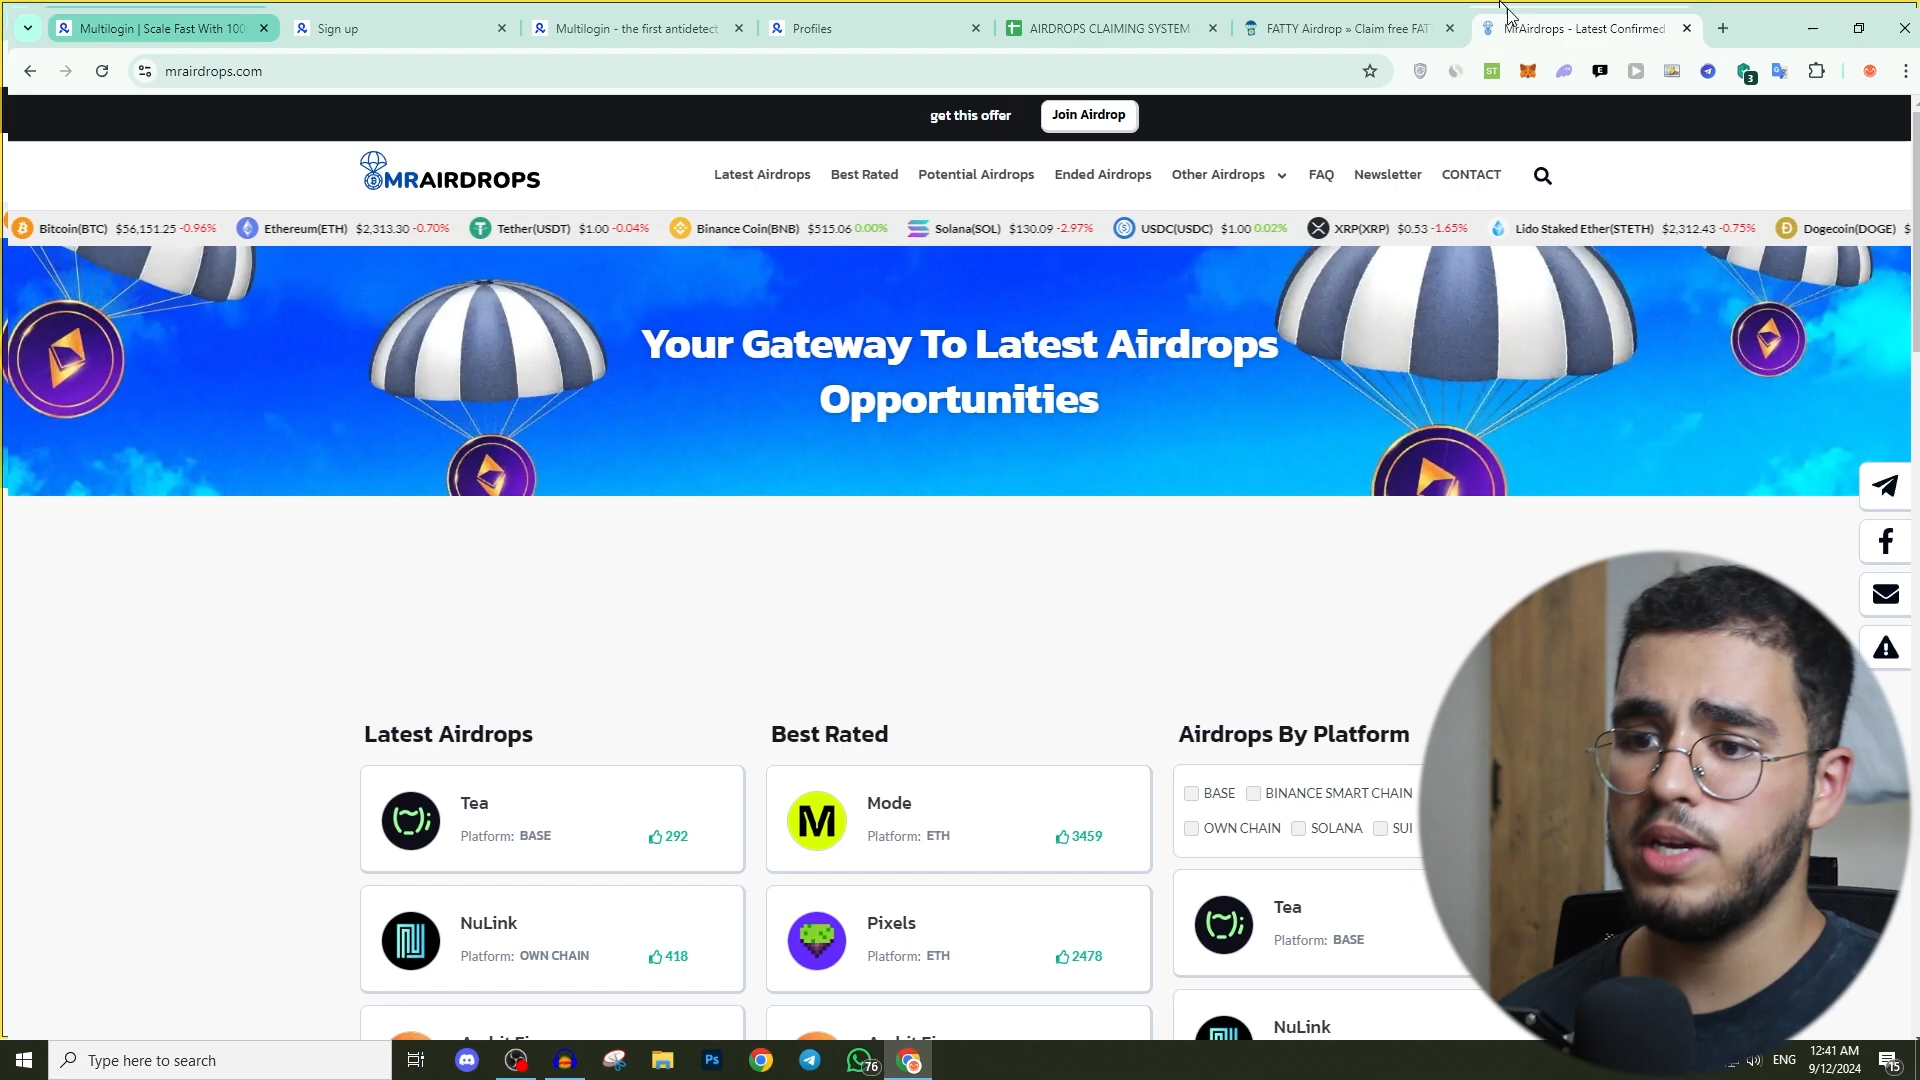 Multilogin | Scale Fast With 100
Sign up
Multilogin - the first antidetect
Profiles
AIRDROPS CLAIMING SYSTEM
FATTY Airdrop » Claim free FAT
MrAirdrops - Latest Confirmed
mrairdrops.com
ST
E
3
get this offer
Join Airdrop
MRAIRDROPS
Latest Airdrops
Best Rated
Potential Airdrops
Ended Airdrops
Other Airdrops
FAQ
Newsletter
CONTACT
Bitcoin(BTC) $56,151.25 -0.96%
Ethereum(ETH) $2,313.30 -0.70%
Tether(USDT) $1.00 -0.04%
Binance Coin(BNB) $515.06 0.00%
Solana(SOL) $130.09 -2.97%
USDC(USDC) $1.00 0.02%
XRP(XRP) $0.53 -1.65%
Lido Staked Ether(STETH) $2,312.43 -0.75%
Dogecoin(DOGE) $
Your Gateway To Latest Airdrops
Opportunities
Latest Airdrops
Tea
Platform: BASE
292
NuLink
Platform: OWN CHAIN
418
Best Rated
M
Mode
Platform: ETH
3459
Pixels
Platform: ETH
2478
Airdrops By Platform
BASE
BINANCE SMART CHAIN
OWN CHAIN
SOLANA
SUI
Tea
Platform: BASE
NuLink
Type here to search
Ps
76
ENG
12:41 AM
9/12/2024
15